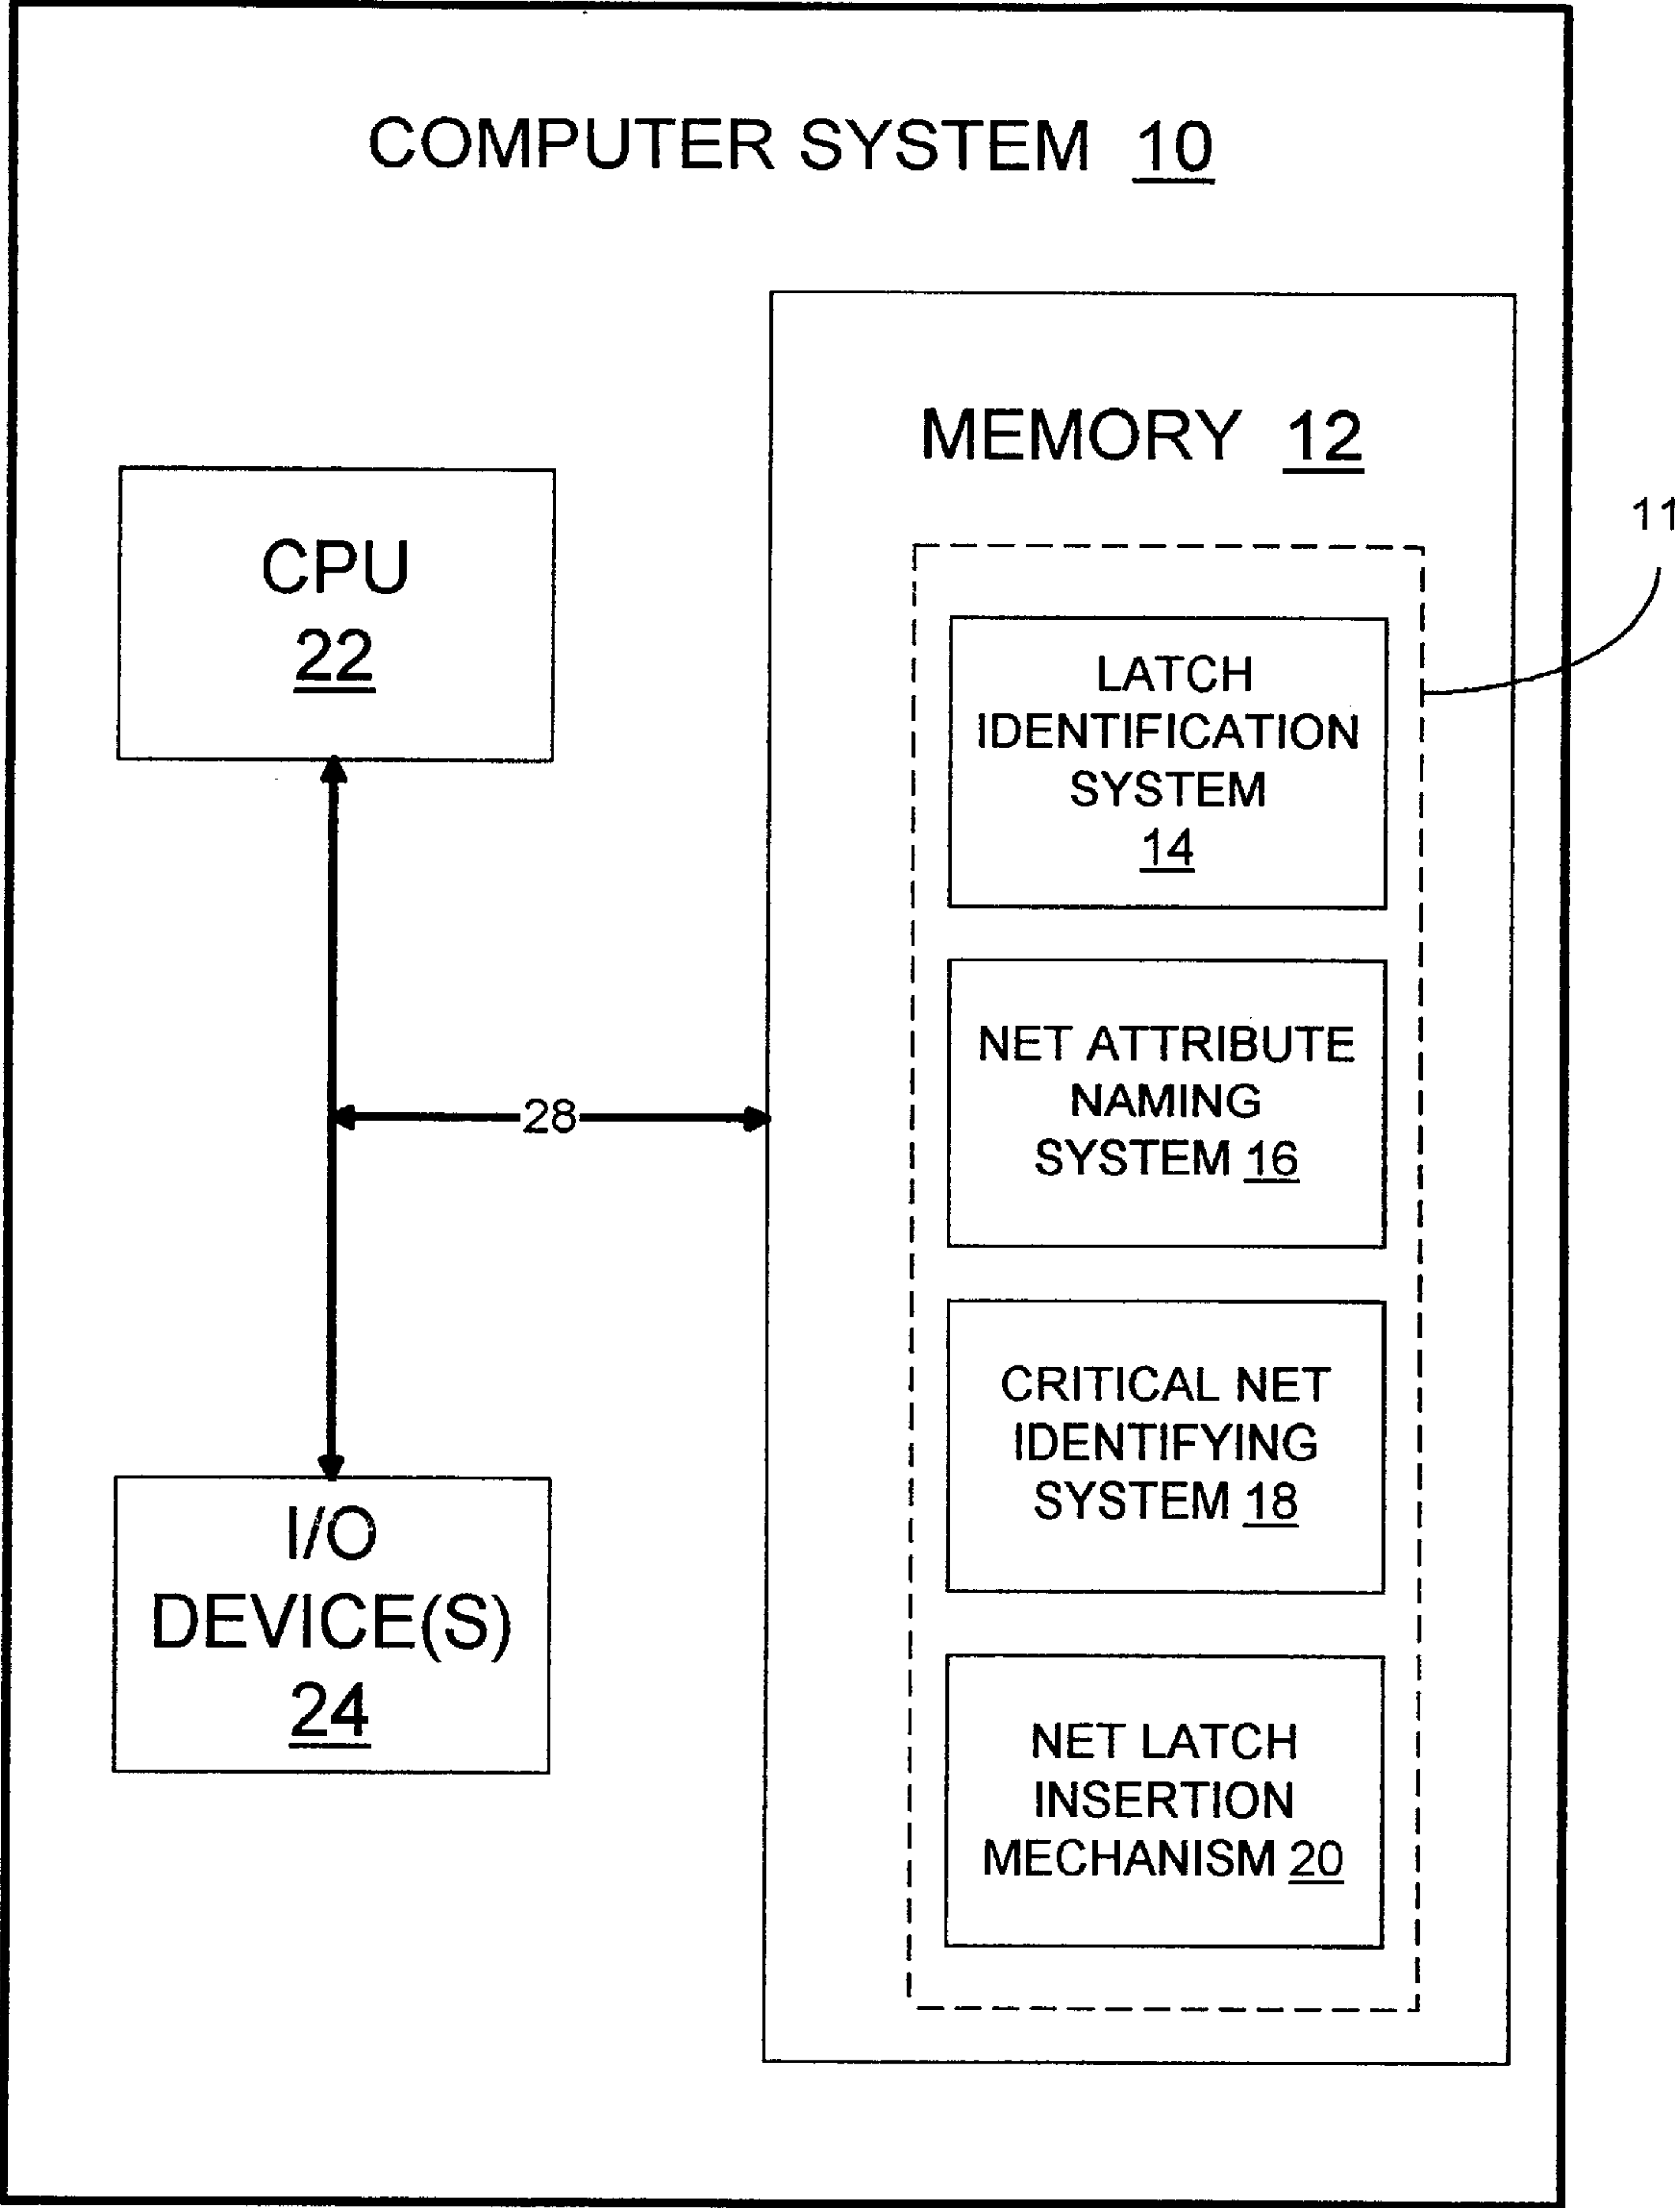 COMPUTER SYSTEM 10
MEMORY 12
11
CPU
22
LATCH
IDENTIFICATION
SYSTEM
14
NET ATTRIBUTE
NAMING
SYSTEM 16
28
CRITICAL NET
IDENTIFYING
SYSTEM 18
I/O
DEVICE(S)
24
NET LATCH
INSERTION
MECHANISM 20